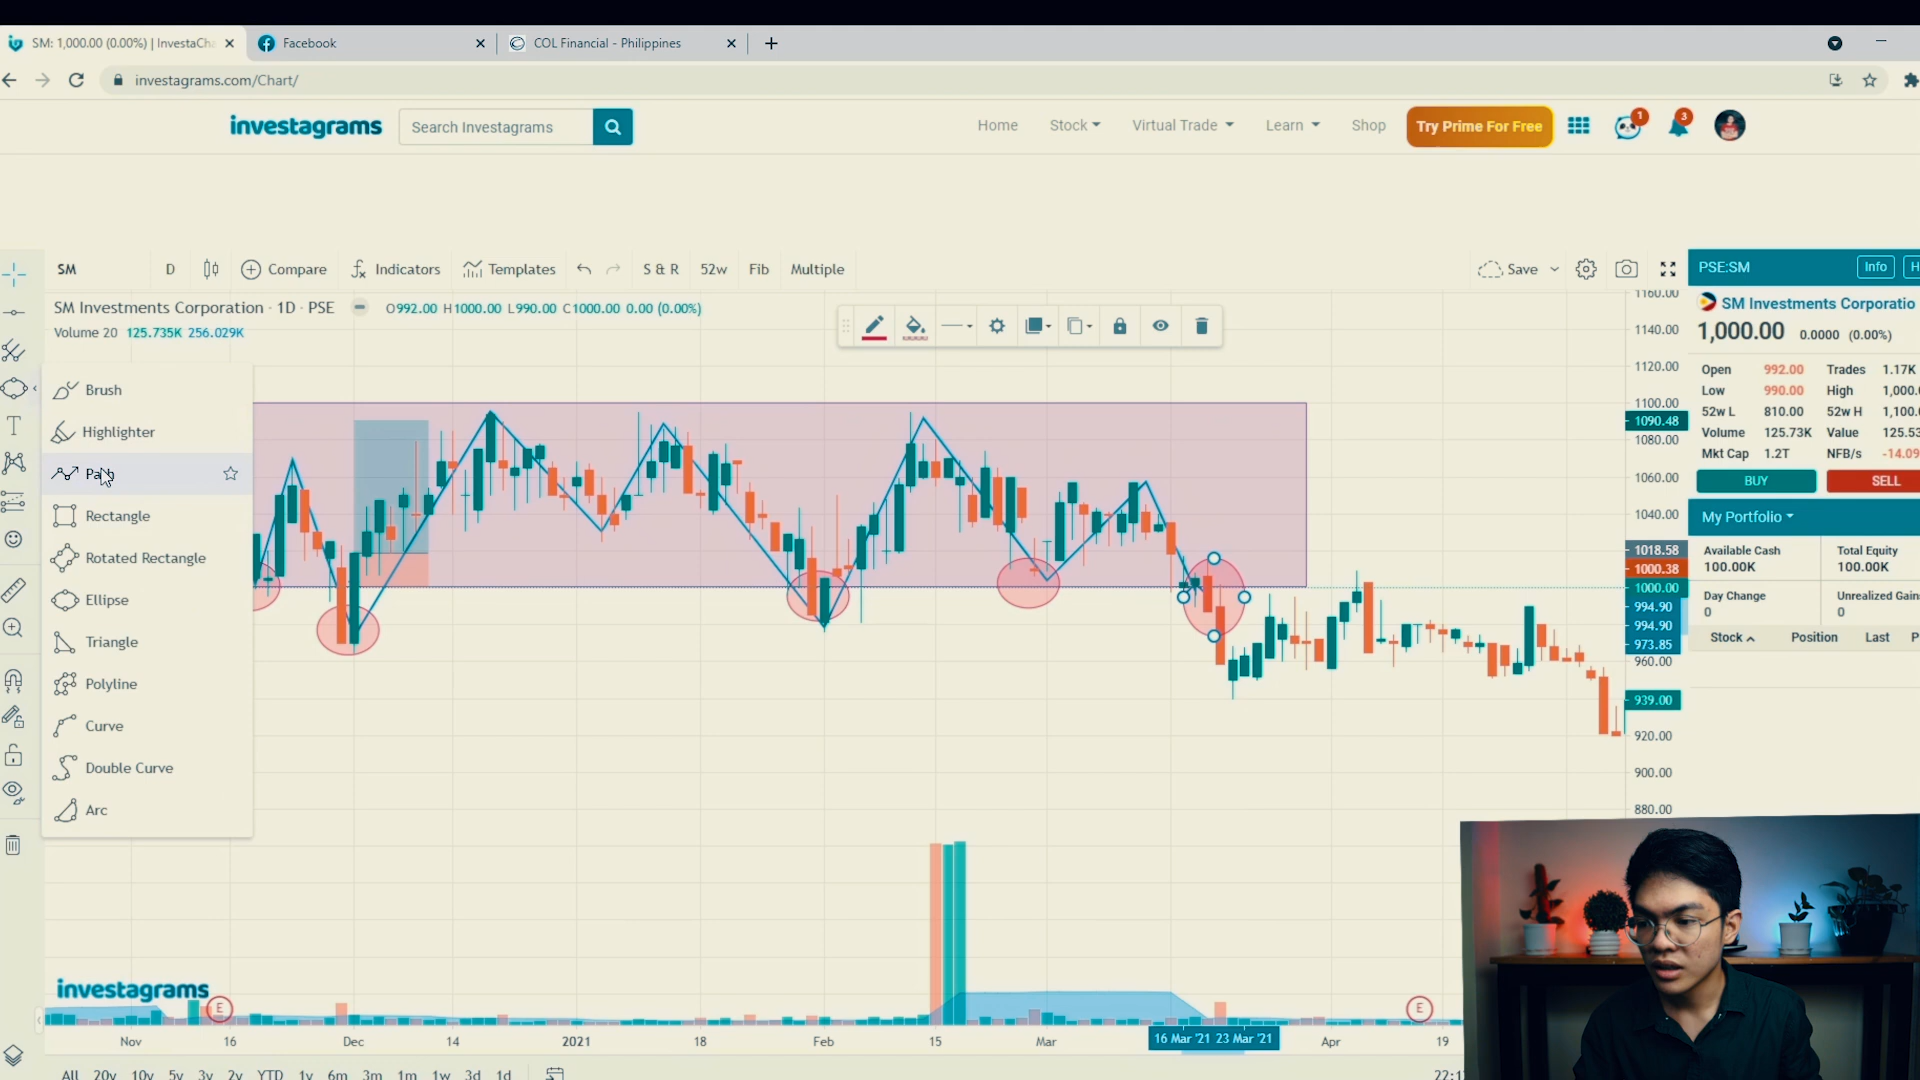 SM: 1,000.00 (0.00%) | InvestaCha
Facebook
COL Financial - Philippines
investagrams.com/Chart/
investagrams
Search Investagrams
Home
Stock
Virtual Trade
Learn
Shop
Try Prime For Free
1
3
SM
D
Compare
Indicators
Templates
S & R
52w
Fib
Multiple
Save
PSE:SM
Info
H
SM Investments Corporation · 1D · PSE
O992.00 H1000.00 L990.00 C1000.00 0.00 (0.00%)
Volume 20 125.735K 256.029K
SM Investments Corporatio
1,000.00 0.0000 (0.00%)
Open 992.00 Trades 1.17K
Low 990.00 High 1,000.
52w L 810.00 52w H 1,100.
Volume 125.73K Value 125.53
Mkt Cap 1.2T NFB/s -14.09
BUY
SELL
My Portfolio
Available Cash
100.00K
Total Equity
100.00K
Day Change
0
Unrealized Gain
0
Stock
Position
Last
P
Brush
Highlighter
Rectangle
Rotated Rectangle
Ellipse
Triangle
Polyline
Curve
Double Curve
Arc
1160.00
1140.00
1120.00
1100.00
1090.48
1080.00
1060.00
1040.00
1018.58
1000.38
1000.00
994.90
994.90
973.85
960.00
939.00
920.00
900.00
880.00
investagrams
E
E
Nov
16
Dec
14
2021
18
Feb
15
Mar
16 Mar '21
23 Mar '21
Apr
19
All
20y
10y
5y
3y
2y
YTD
1y
6m
3m
1m
1w
3d
1d